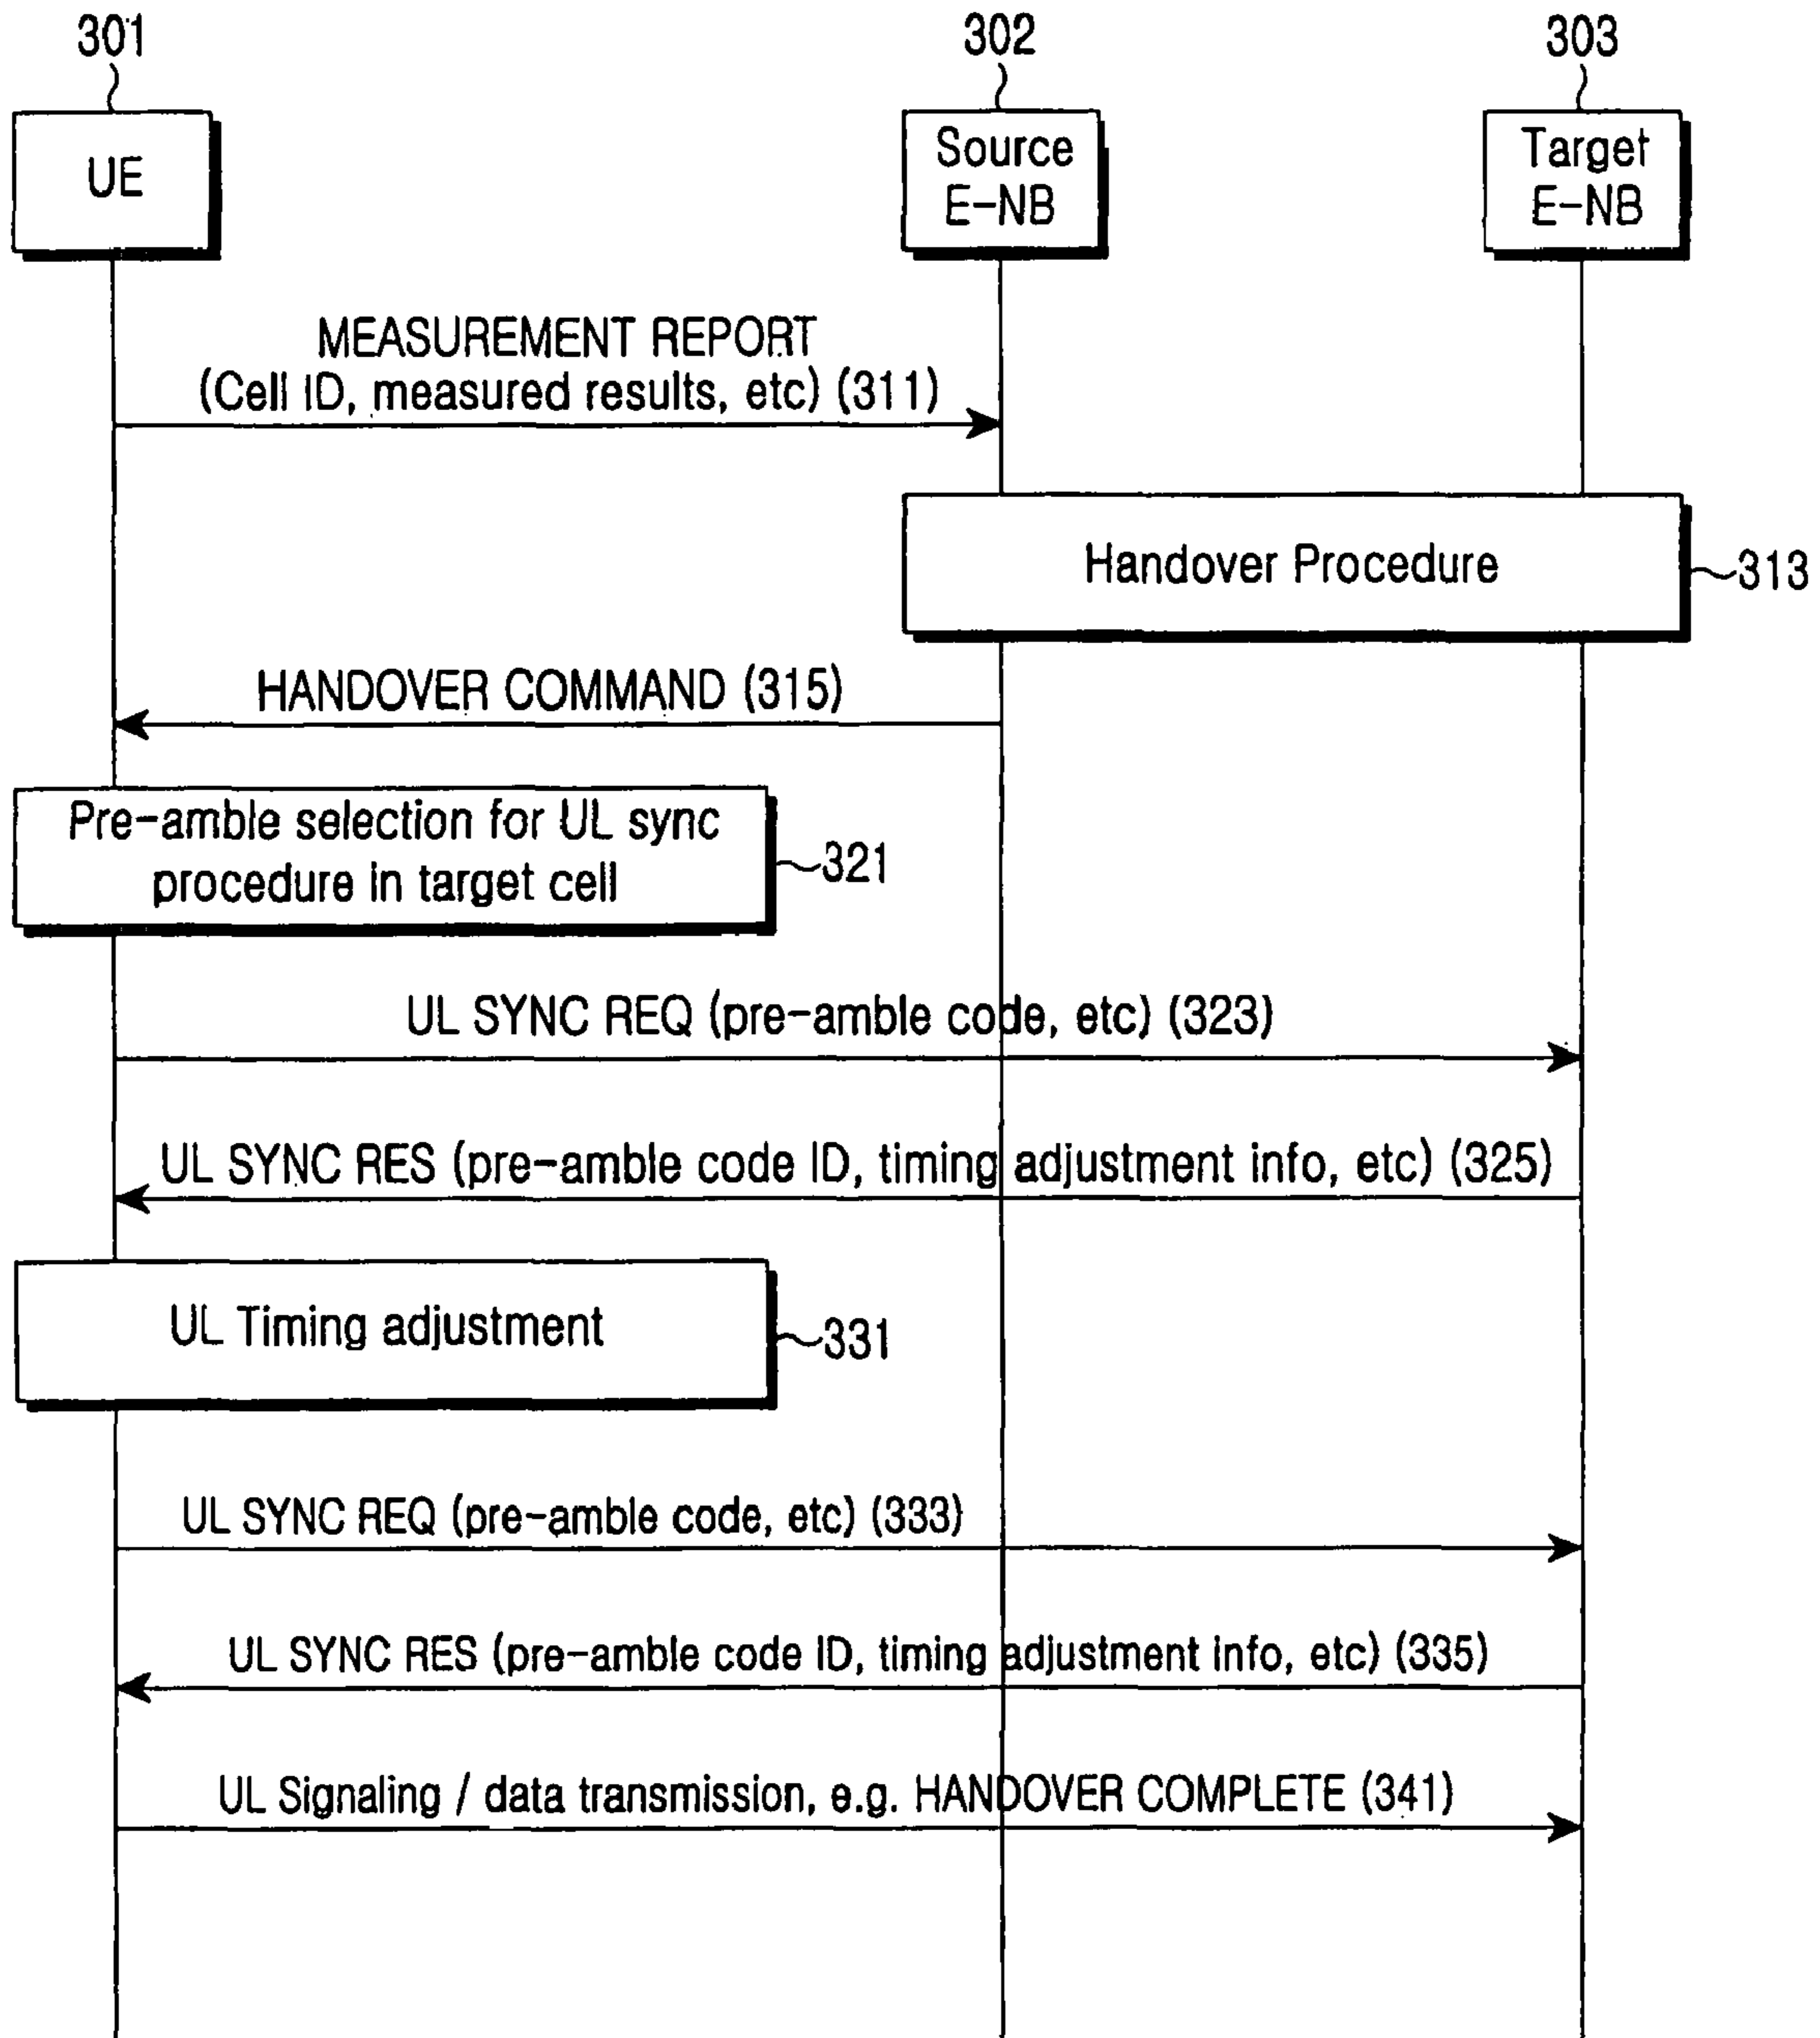 301
302
303
UE
Source
E-NB
Target
E-NB
MEASUREMENT REPORT
(Cell ID, measured results, etc) (311)
Handover Procedure
313
HANDOVER COMMAND (315)
Pre-amble selection for UL sync
procedure in target cell
321
UL SYNC REQ (pre-amble code, etc) (323)
UL SYNC RES (pre-amble code ID, timing adjustment info, etc) (325)
UL Timing adjustment
331
UL SYNC REQ (pre-amble code, etc) (333)
UL SYNC RES (pre-amble code ID, timing adjustment info, etc) (335)
UL Signaling / data transmission, e.g. HANDOVER COMPLETE (341)